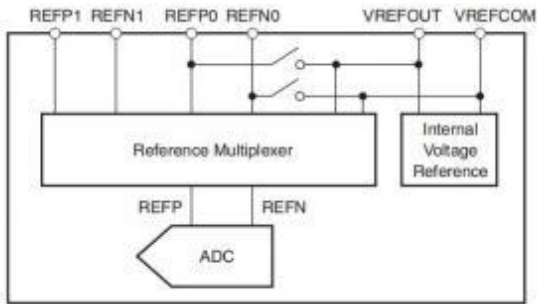 REFP1 REFN1 REFP0 REFN0 VREFOUT VREFCOM
Reference Multiplexer
Internal
Voltage
Reference
REFP REFN
ADC